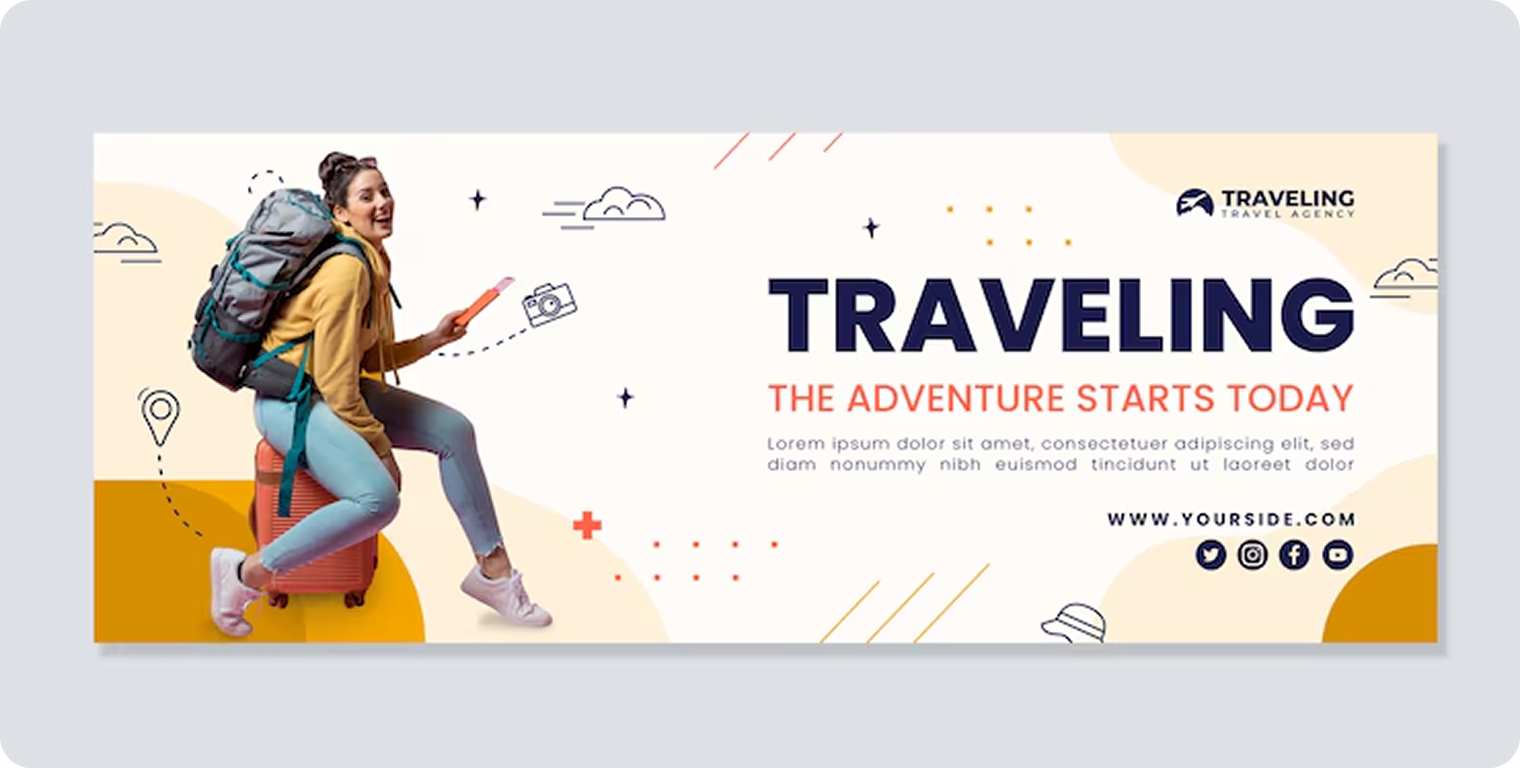 TRAVELING
TRAVEL AGENCY
TRAVELING
THE ADVENTURE STARTS TODAY
Lorem ipsum dolor sit amet, consectetuer adipiscing elit, sed
diam nonummy nibh euismod tincidunt ut laoreet dolor
WWW.YOURSIDE.COM